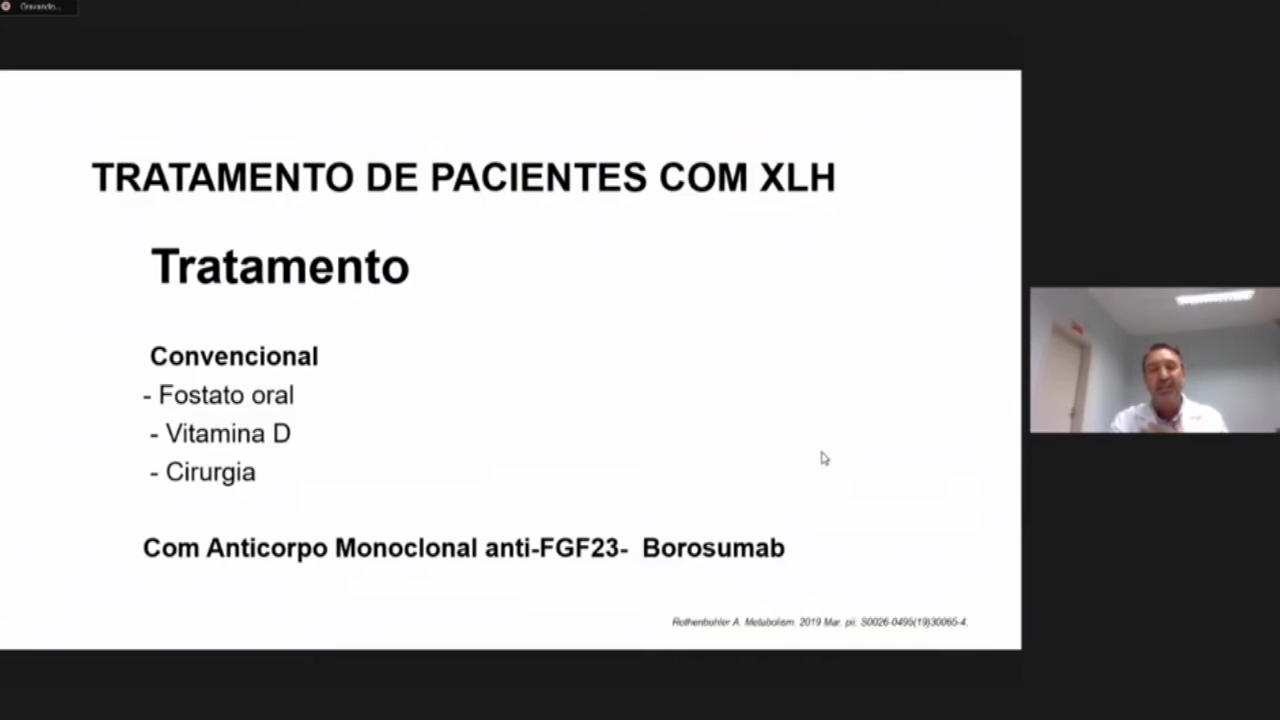 Gravando...
TRATAMENTO DE PACIENTES COM XLH
Tratamento
Convencional
- Fostato oral
- Vitamina D
- Cirurgia
Com Anticorpo Monoclonal anti-FGF23- Borosumab
Rothenbuhler A. Metabolism. 2019 Mar. pii: S0026-0495(19)30065-4.